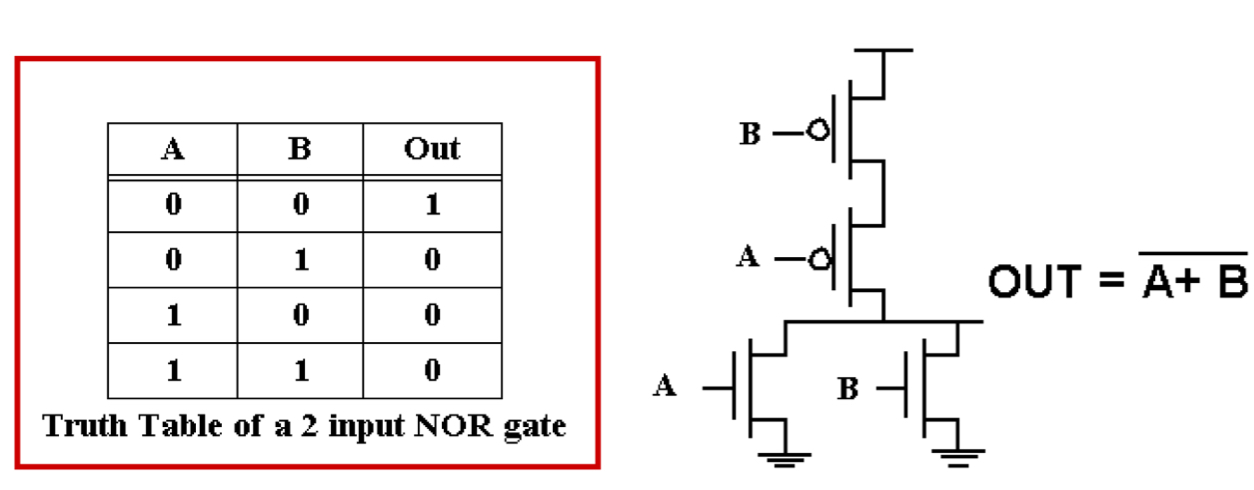 A B Out
0 0 1
0 1 0
1 0 0
1 1 0
Truth Table of a 2 input NOR gate
B
A
A B
OUT = A+ B